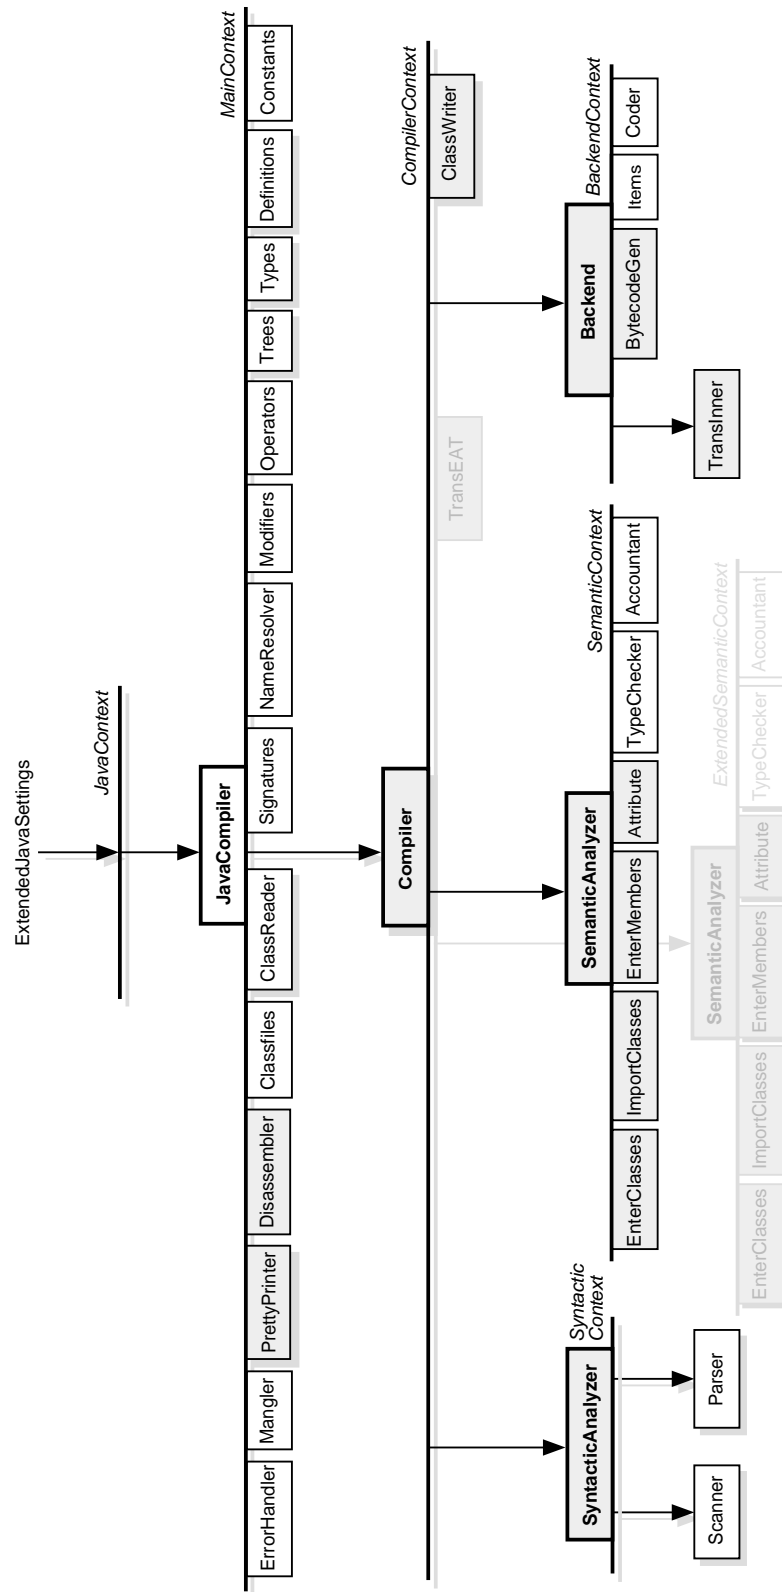 ExtendedJavaSettings
JavaContext
JavaCompiler
MainContext
ErrorHandler
Mangler
PrettyPrinter
Disassembler
Classfiles
ClassReader
Signatures
NameResolver
Modifiers
Operators
Trees
Types
Definitions
Constants
Compiler
CompilerContext
TransEAT
ClassWriter
SyntacticAnalyzer
Syntactic
Context
Scanner
Parser
SemanticAnalyzer
SemanticContext
EnterClasses
ImportClasses
EnterMembers
Attribute
TypeChecker
Accountant
Backend
BackendContext
BytecodeGen
Items
Coder
TransInner
SemanticAnalyzer
ExtendedSemanticContext
EnterClasses
ImportClasses
EnterMembers
Attribute
TypeChecker
Accountant